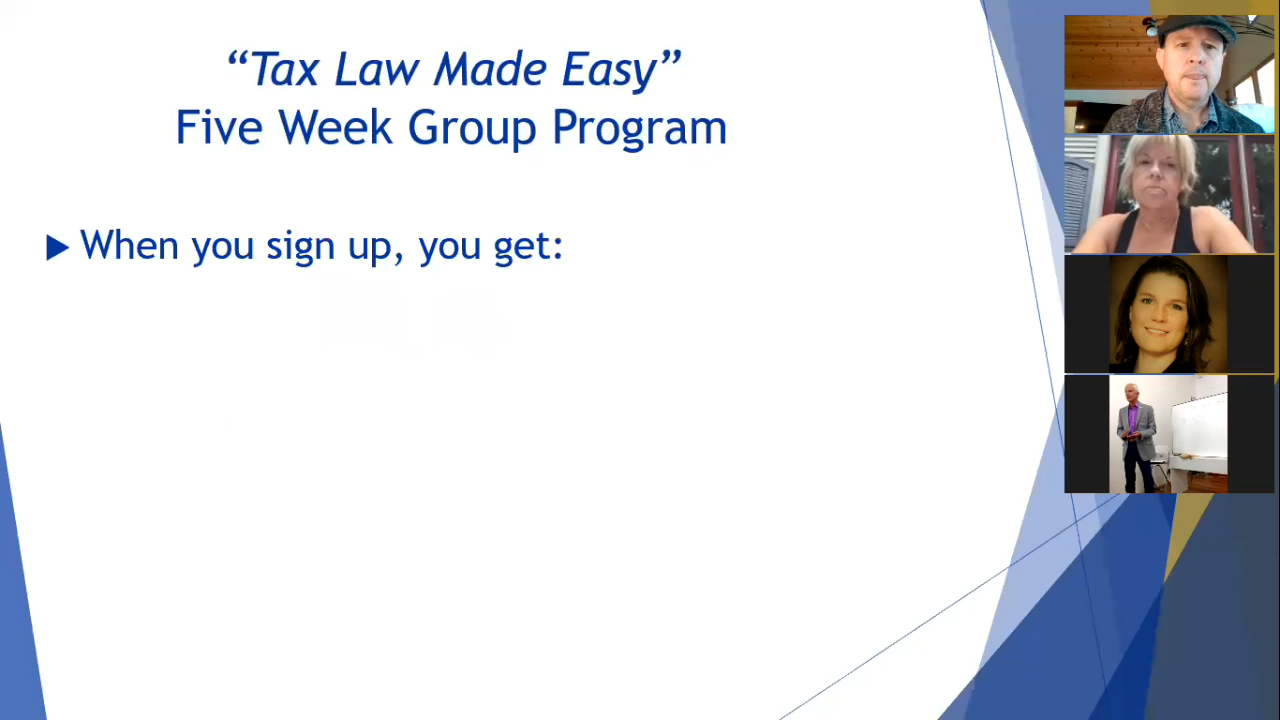 “Tax Law Made Easy”
Five Week Group Program
When you sign up, you get: